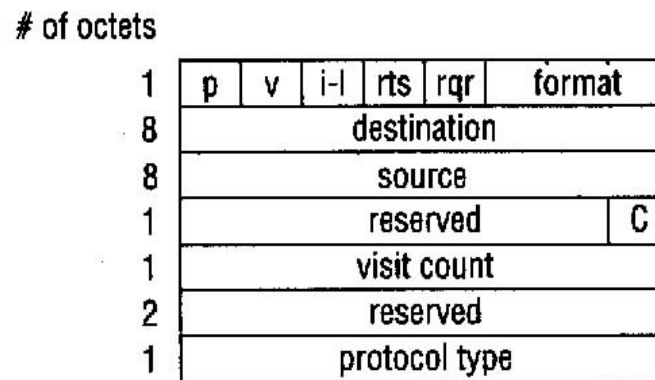 # of octets
1 p v i-l rts rqr format
8 destination
8 source
1 reserved C
1 visit count
2 reserved
1 protocol type